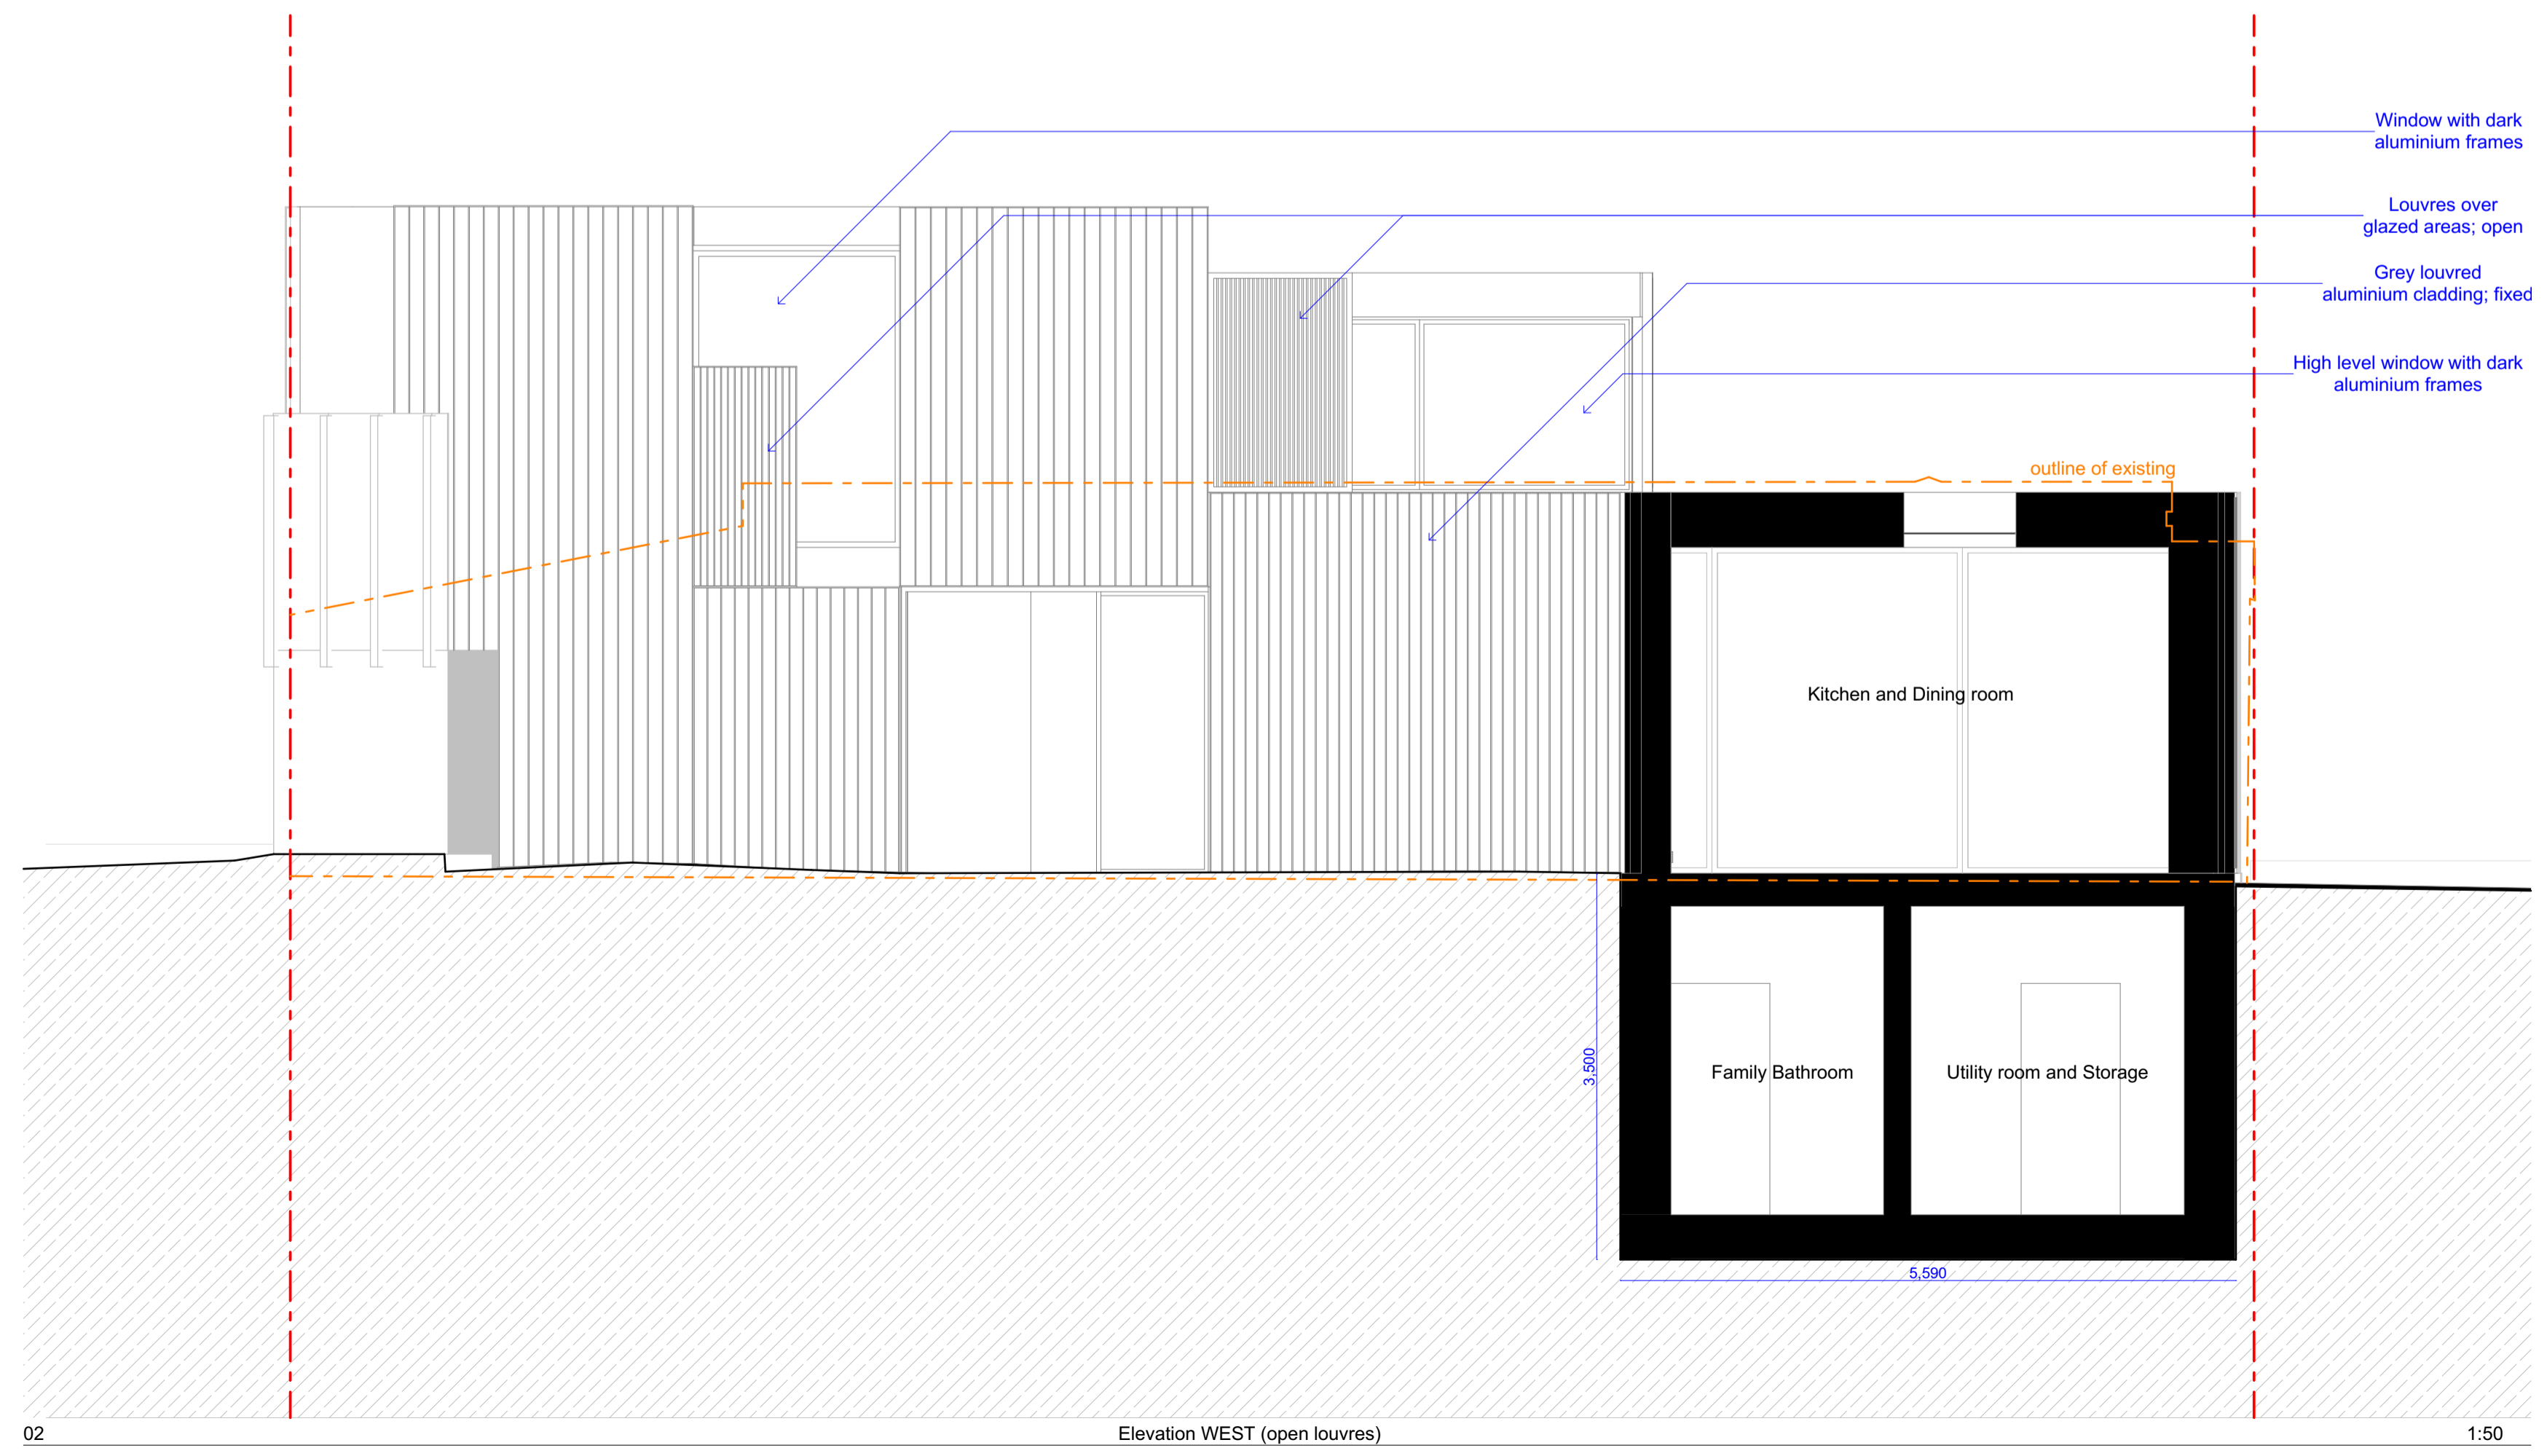 Window with dark
aluminium frames
Louvres over
glazed areas; open
Grey louvred
aluminium cladding; fixed
High level window with dark
aluminium frames
outline of existing
Kitchen and Dining room
3,500
Family Bathroom
Utility room and Storage
5,590
02
Elevation WEST (open louvres)
1:50